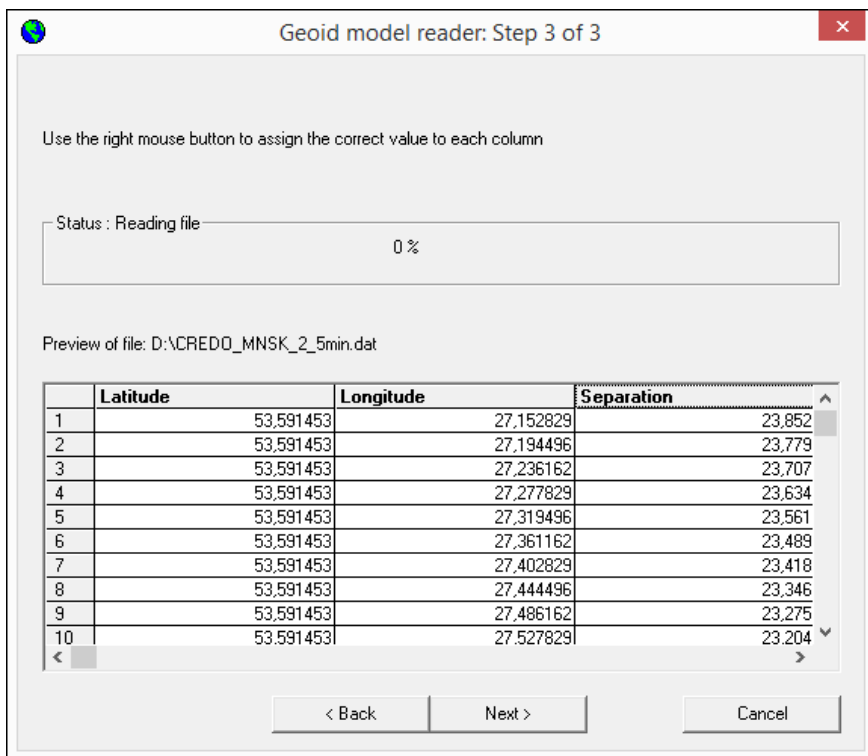 Geoid model reader: Step 3 of 3
Use the right mouse button to assign the correct value to each column
Status : Reading file
0 %
Preview of file: D:\CREDO_MNSK_2_5min.dat
Latitude Longitude Separation
1 53,591453 27,152829 23,852
2 53,591453 27,194496 23,779
3 53,591453 27,236162 23,707
4 53,591453 27,277829 23,634
5 53,591453 27,319496 23,561
6 53,591453 27,361162 23,489
7 53,591453 27,402829 23,418
8 53,591453 27,444496 23,346
9 53,591453 27,486162 23,275
10 53.591453 27.527829 23.204
< Back Next > Cancel